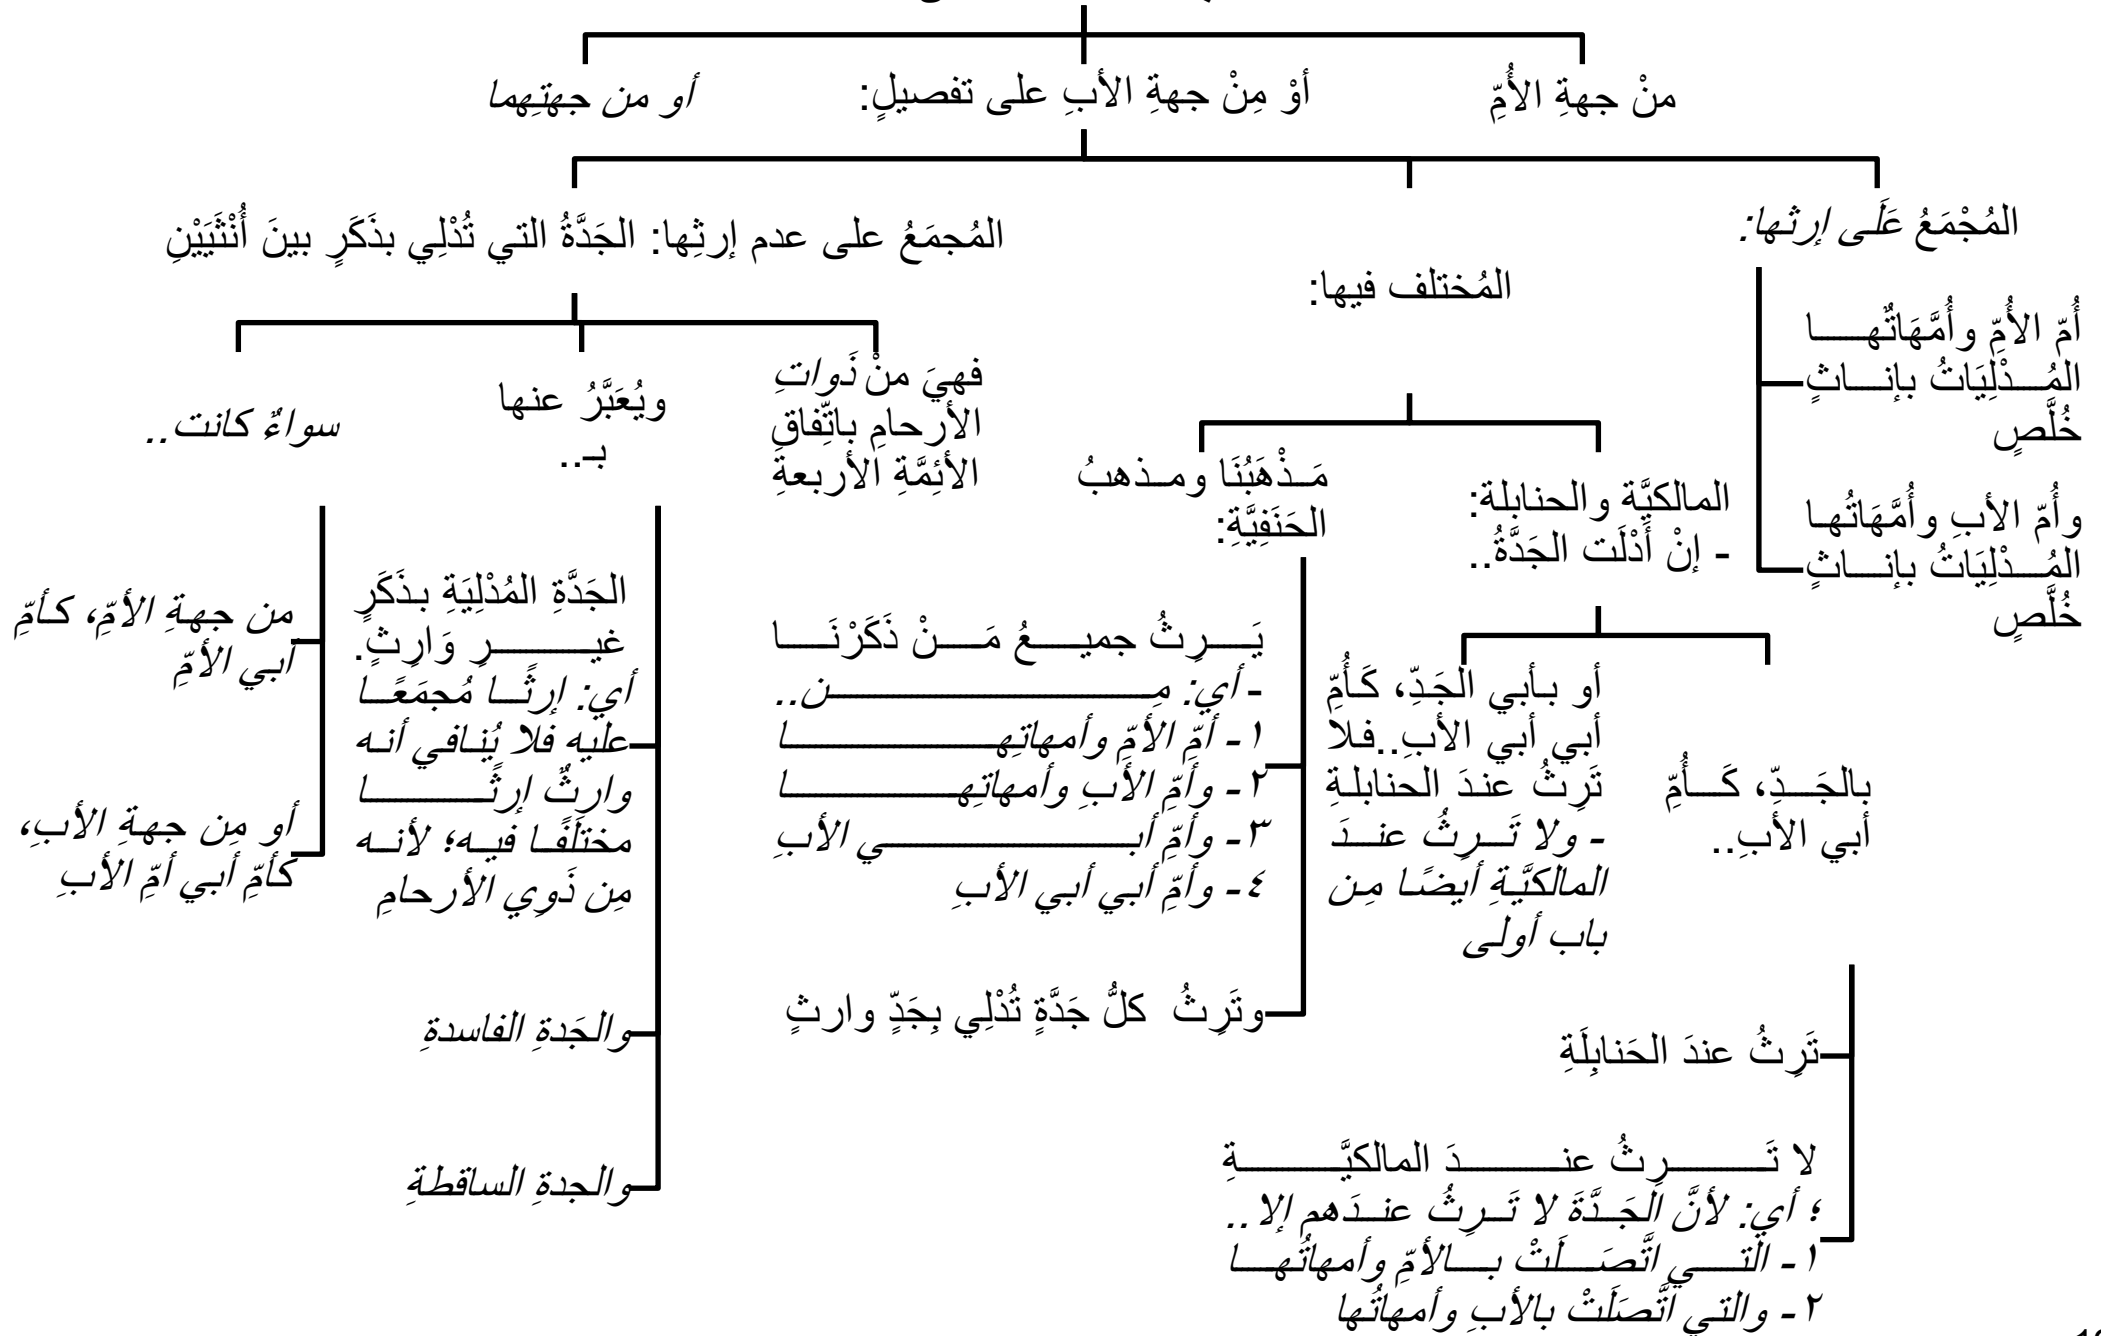 منْ جهةِ الأُمِّ
أوْ مِنْ جهةِ الأبِ على تفصيلٍ:
أو من جهتِهما
المُجْمَعُ عَلَى إرثها:
أُمّ الأُمِّ وأُمَّهَاتُها
المُدْلِيَاتُ بإناثٍ
خُلَّصٍ
وأُمّ الأبِ وأُمَّهَاتُها
المُدْلِيَاتُ بإناثٍ
خُلَّصٍ
المُختلف فيها:
المالكيَّة والحنابلة:
- إنْ أَدْلَت الجَدَّةُ..
بالجَدِّ، كَأُمِّ
أبي الأبِ..
تَرِثُ عندَ الحَنابِلَةِ
لا تَرِثُ عندَ المالكيَّةِ
؛ أي: لأنَّ الجَدَّةَ لا تَرِثُ عندَهم إلا ..
١- التي اتَّصَلَتْ بالأمِّ وأمهاتُها
٢- والتي اتَّصَلَتْ بالأبِ وأمهاتُها
أو بأبي الجَدِّ، كَأُمِّ
أبي أبي الأبِ..فلا
تَرِثُ عندَ الحنابلةِ
- ولا تَرِثُ عندَ
المالكيَّةِ أيضًا مِن
باب أولى
مَذْهَبُنَا ومذهبُ
الحَنَفِيَّةِ:
يَرِثُ جميعُ مَنْ ذَكَرْنَا
- أي: مِن..
١- أمِّ الأمِّ وأمهاتِها
٢- وأمِّ الأبِ وأمهاتِها
٣- وأمِّ أبي الأبِ
٤- وأمِّ أبي أبي الأبِ
وتَرِثُ كلُّ جَدَّةٍ تُدْلِي بِجَدٍّ وارثٍ
المُجمَعُ على عدم إرثِها: الجَدَّةُ التي تُدْلِي بذَكَرٍ بينَ أُنْثَيَيْنِ
فهيَ منْ ذَواتِ
الأرحامِ باتِّفاقِ
الأئِمَّةِ الأربعةِ
ويُعَبَّرُ عنها
بـ..
الجَدَّةِ المُدْلِيَةِ بذَكَرٍ
غيرِ وَارِثٍ.
أي: إرثًا مُجمَعًا
عليه فلا يُنافي أنه
وارثٌ إرثًا
مختلَفًا فيه؛ لأنه
مِن ذَوِي الأرحامِ
والجَدةِ الفاسدةِ
والجدةِ الساقطةِ
سواءٌ كانت..
من جهةِ الأمِّ، كأمِّ
أبي الأمِّ
أو مِن جهةِ الأبِ،
كأمِّ أبي أمِّ الأبِ